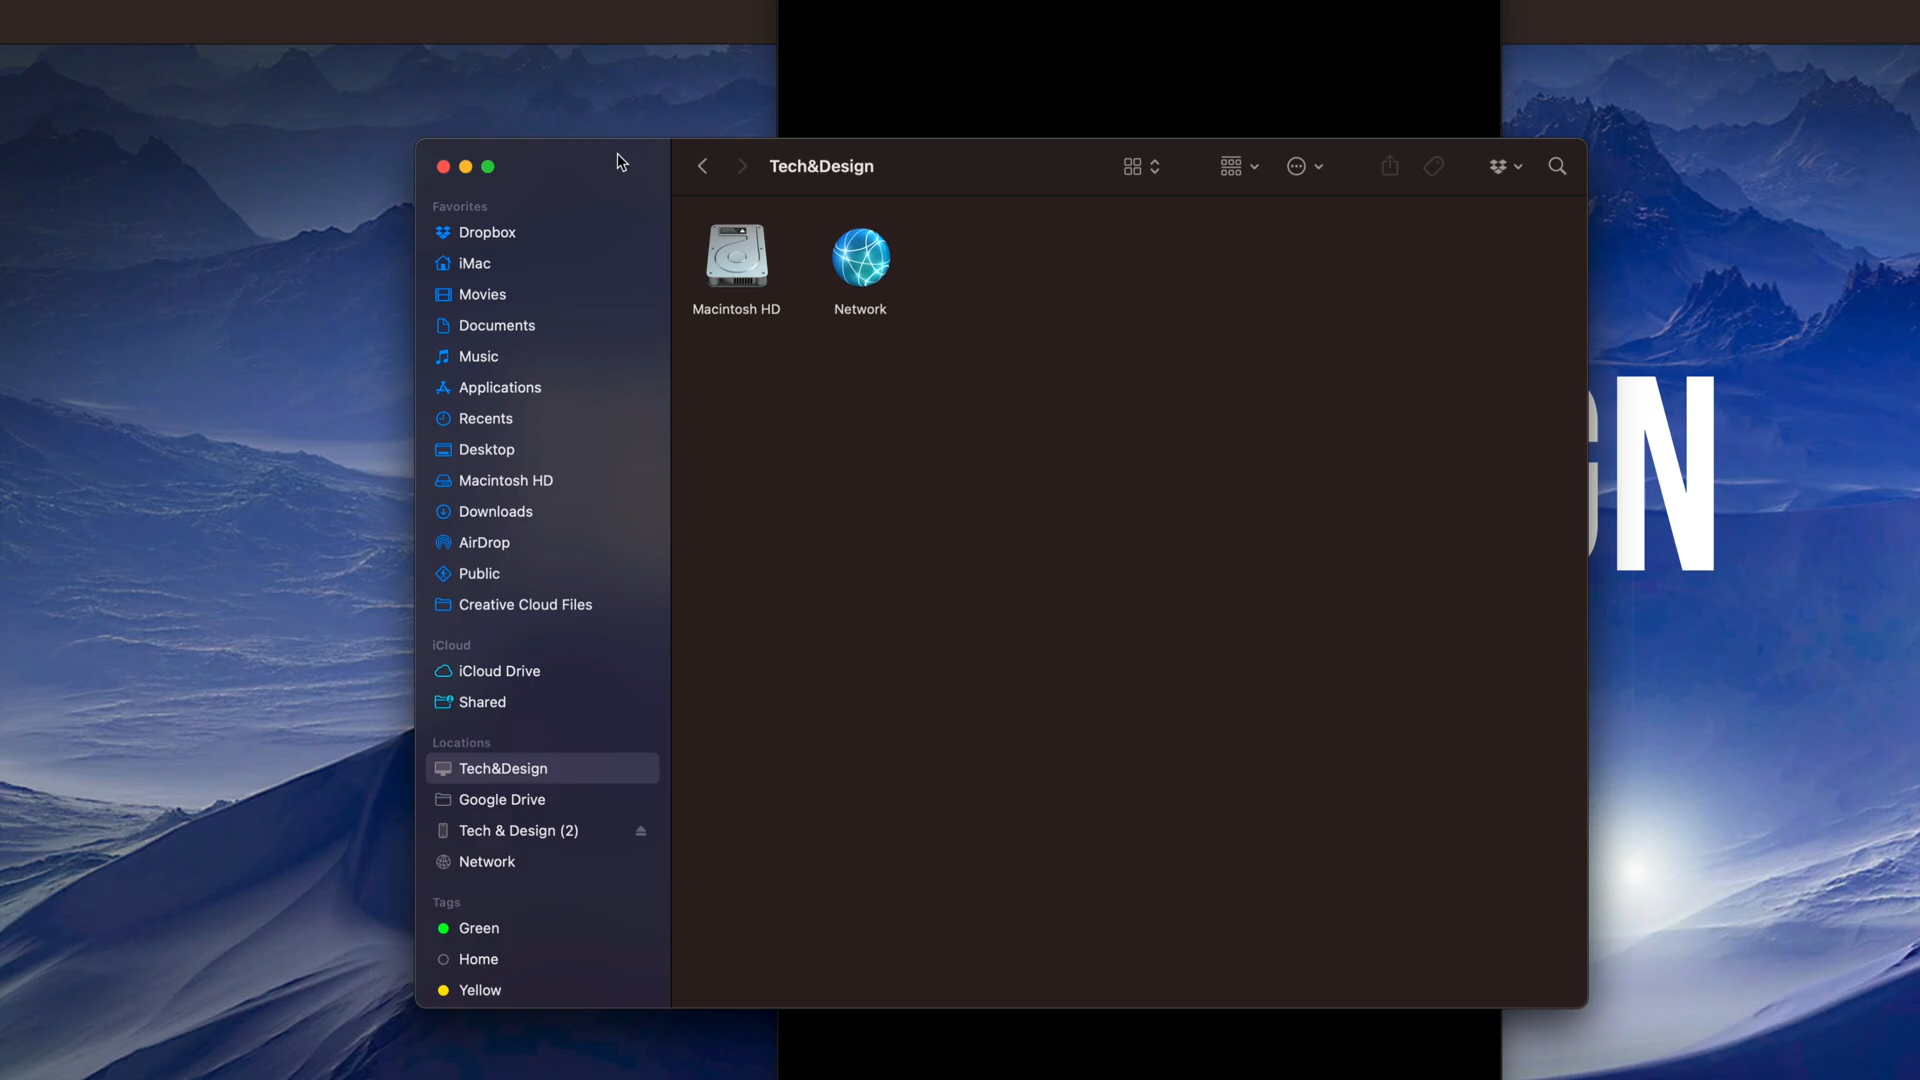 Tech&Design
Favorites
Dropbox
iMac
Movies
Documents
Music
Applications
Recents
Desktop
Macintosh HD
Downloads
AirDrop
Public
Creative Cloud Files
iCloud
iCloud Drive
Shared
Locations
Tech&Design
Google Drive
Tech & Design (2)
Network
Tags
Green
Home
Yellow
Macintosh HD
Network
GN